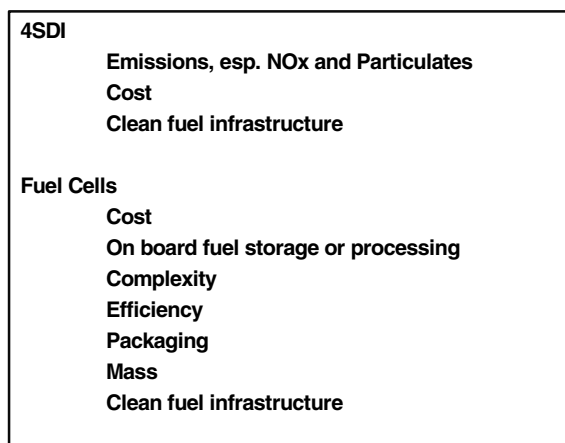 4SDI
Emissions, esp. NOx and Particulates
Cost
Clean fuel infrastructure
Fuel Cells
Cost
On board fuel storage or processing
Complexity
Efficiency
Packaging
Mass
Clean fuel infrastructure